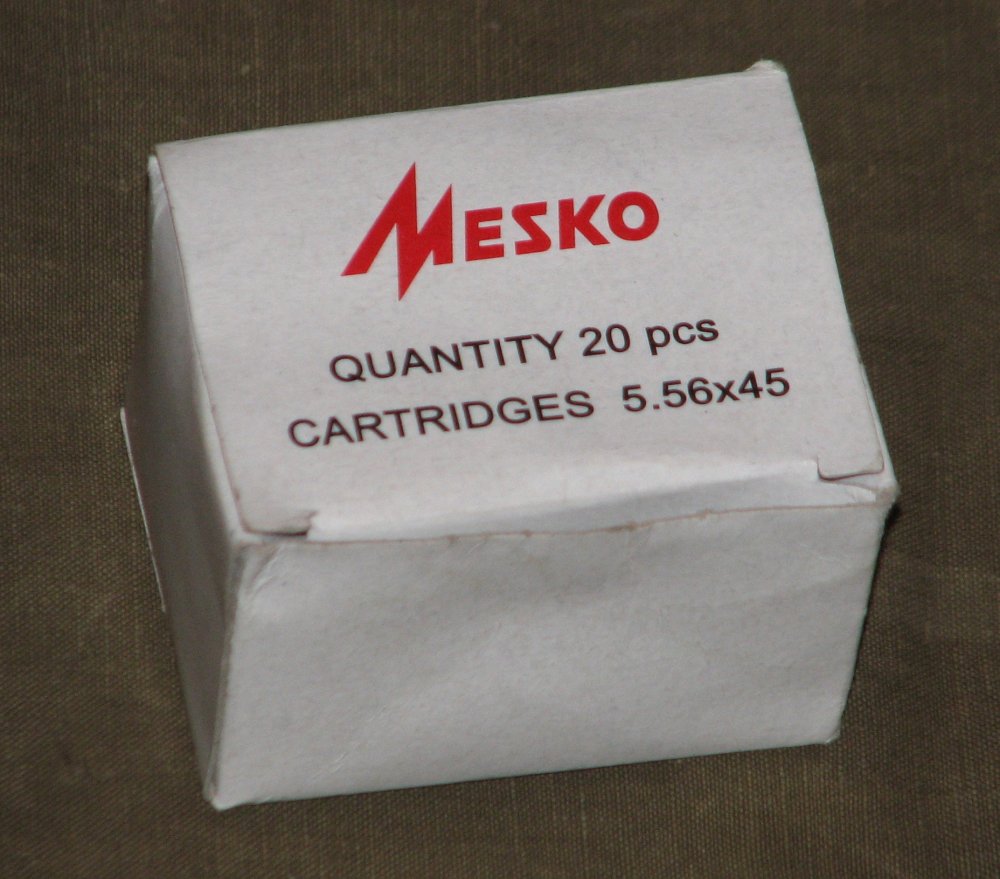 MESKO
QUANTITY 20 pcs
CARTRIDGES 5.56x45